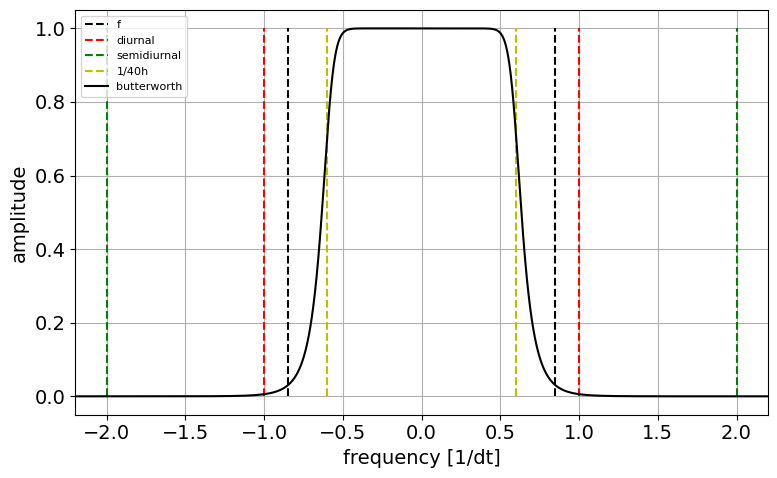 f
diurnal
semidiurnal
1/40h
butterworth
1.0
0.8
0.6
0.4
0.2
0.0
amplitude
−2.0 −1.5 −1.0 −0.5 0.0 0.5 1.0 1.5 2.0
frequency [1/dt]